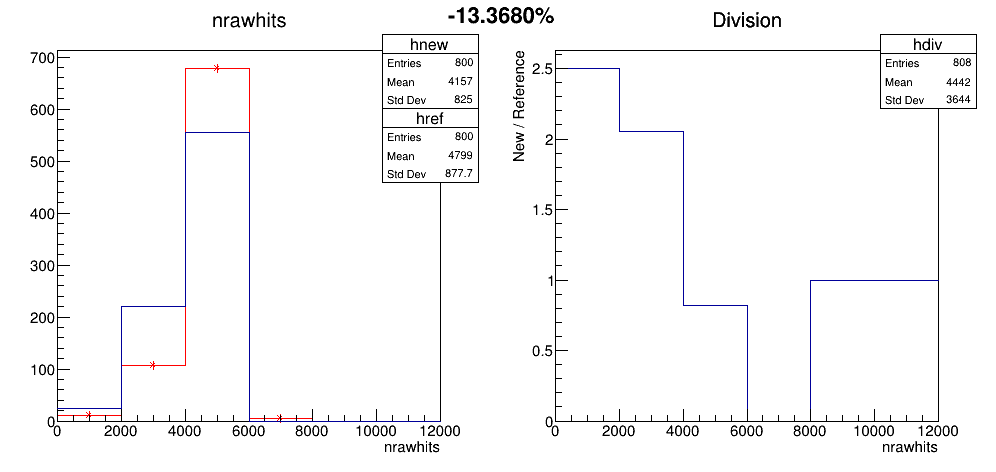 -13.3680%
nrawhits
hnew
Entries 800
Mean 4157
Std Dev 825
href
Entries 800
Mean 4799
Std Dev 877.7
700
600
500
400
300
200
100
0
0 2000 4000 6000 8000 10000 12000
nrawhits
Division
hdiv
Entries 808
Mean 4442
Std Dev 3644
New / Reference
2.5
2
1.5
1
0.5
0
0 2000 4000 6000 8000 10000 12000
nrawhits